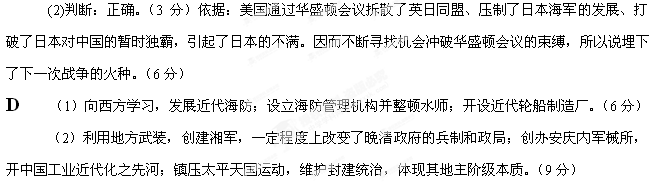 (2)判断：正确。（3 分）依据：美国通过华盛顿会议拆散了英日同盟、压制了日本海军的发展、打
破了日本对中国的暂时独霸，引起了日本的不满。因而不断寻找机会冲破华盛顿会议的束缚，所以说埋下
了下一次战争的火种。（6 分）
D （1）向西方学习，发展近代海防；设立海防管理机构并整顿水师；开设近代轮船制造厂。（6 分）
（2）利用地方武装，创建湘军，一定程度上改变了晚清政府的兵制和政局；创办安庆内军械所，
开中国工业近代化之先河；镇压太平天国运动，维护封建统治，体现其地主阶级本质。（9 分）